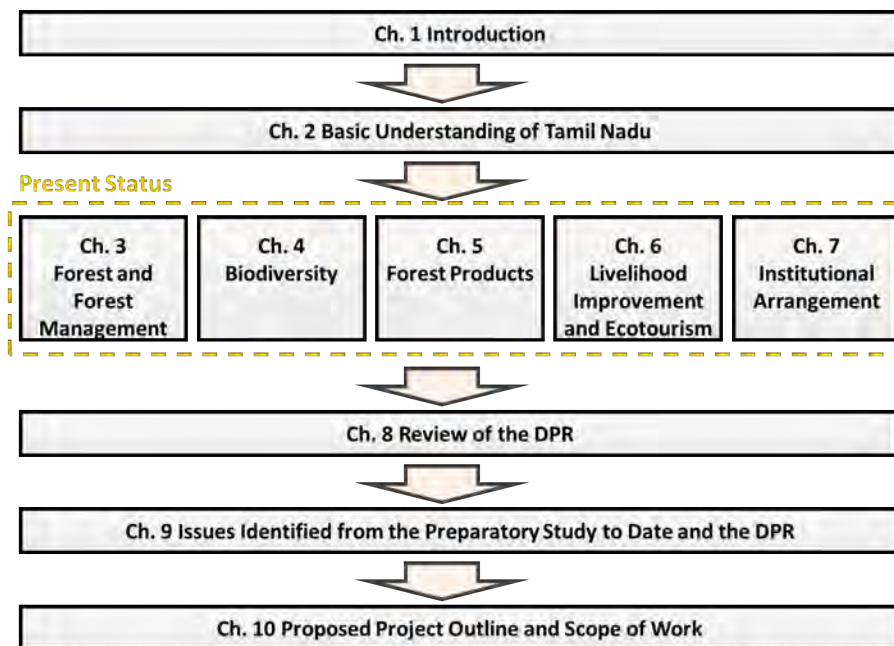 Ch. 1 Introduction
Ch. 2 Basic Understanding of Tamil Nadu
Present Status
Ch. 3
Forest and
Forest
Management
Ch. 4
Biodiversity
Ch. 5
Forest Products
Ch. 6
Livelihood
Improvement
and Ecotourism
Ch. 7
Institutional
Arrangement
Ch. 8 Review of the DPR
Ch. 9 Issues Identified from the Preparatory Study to Date and the DPR
Ch. 10 Proposed Project Outline and Scope of Work